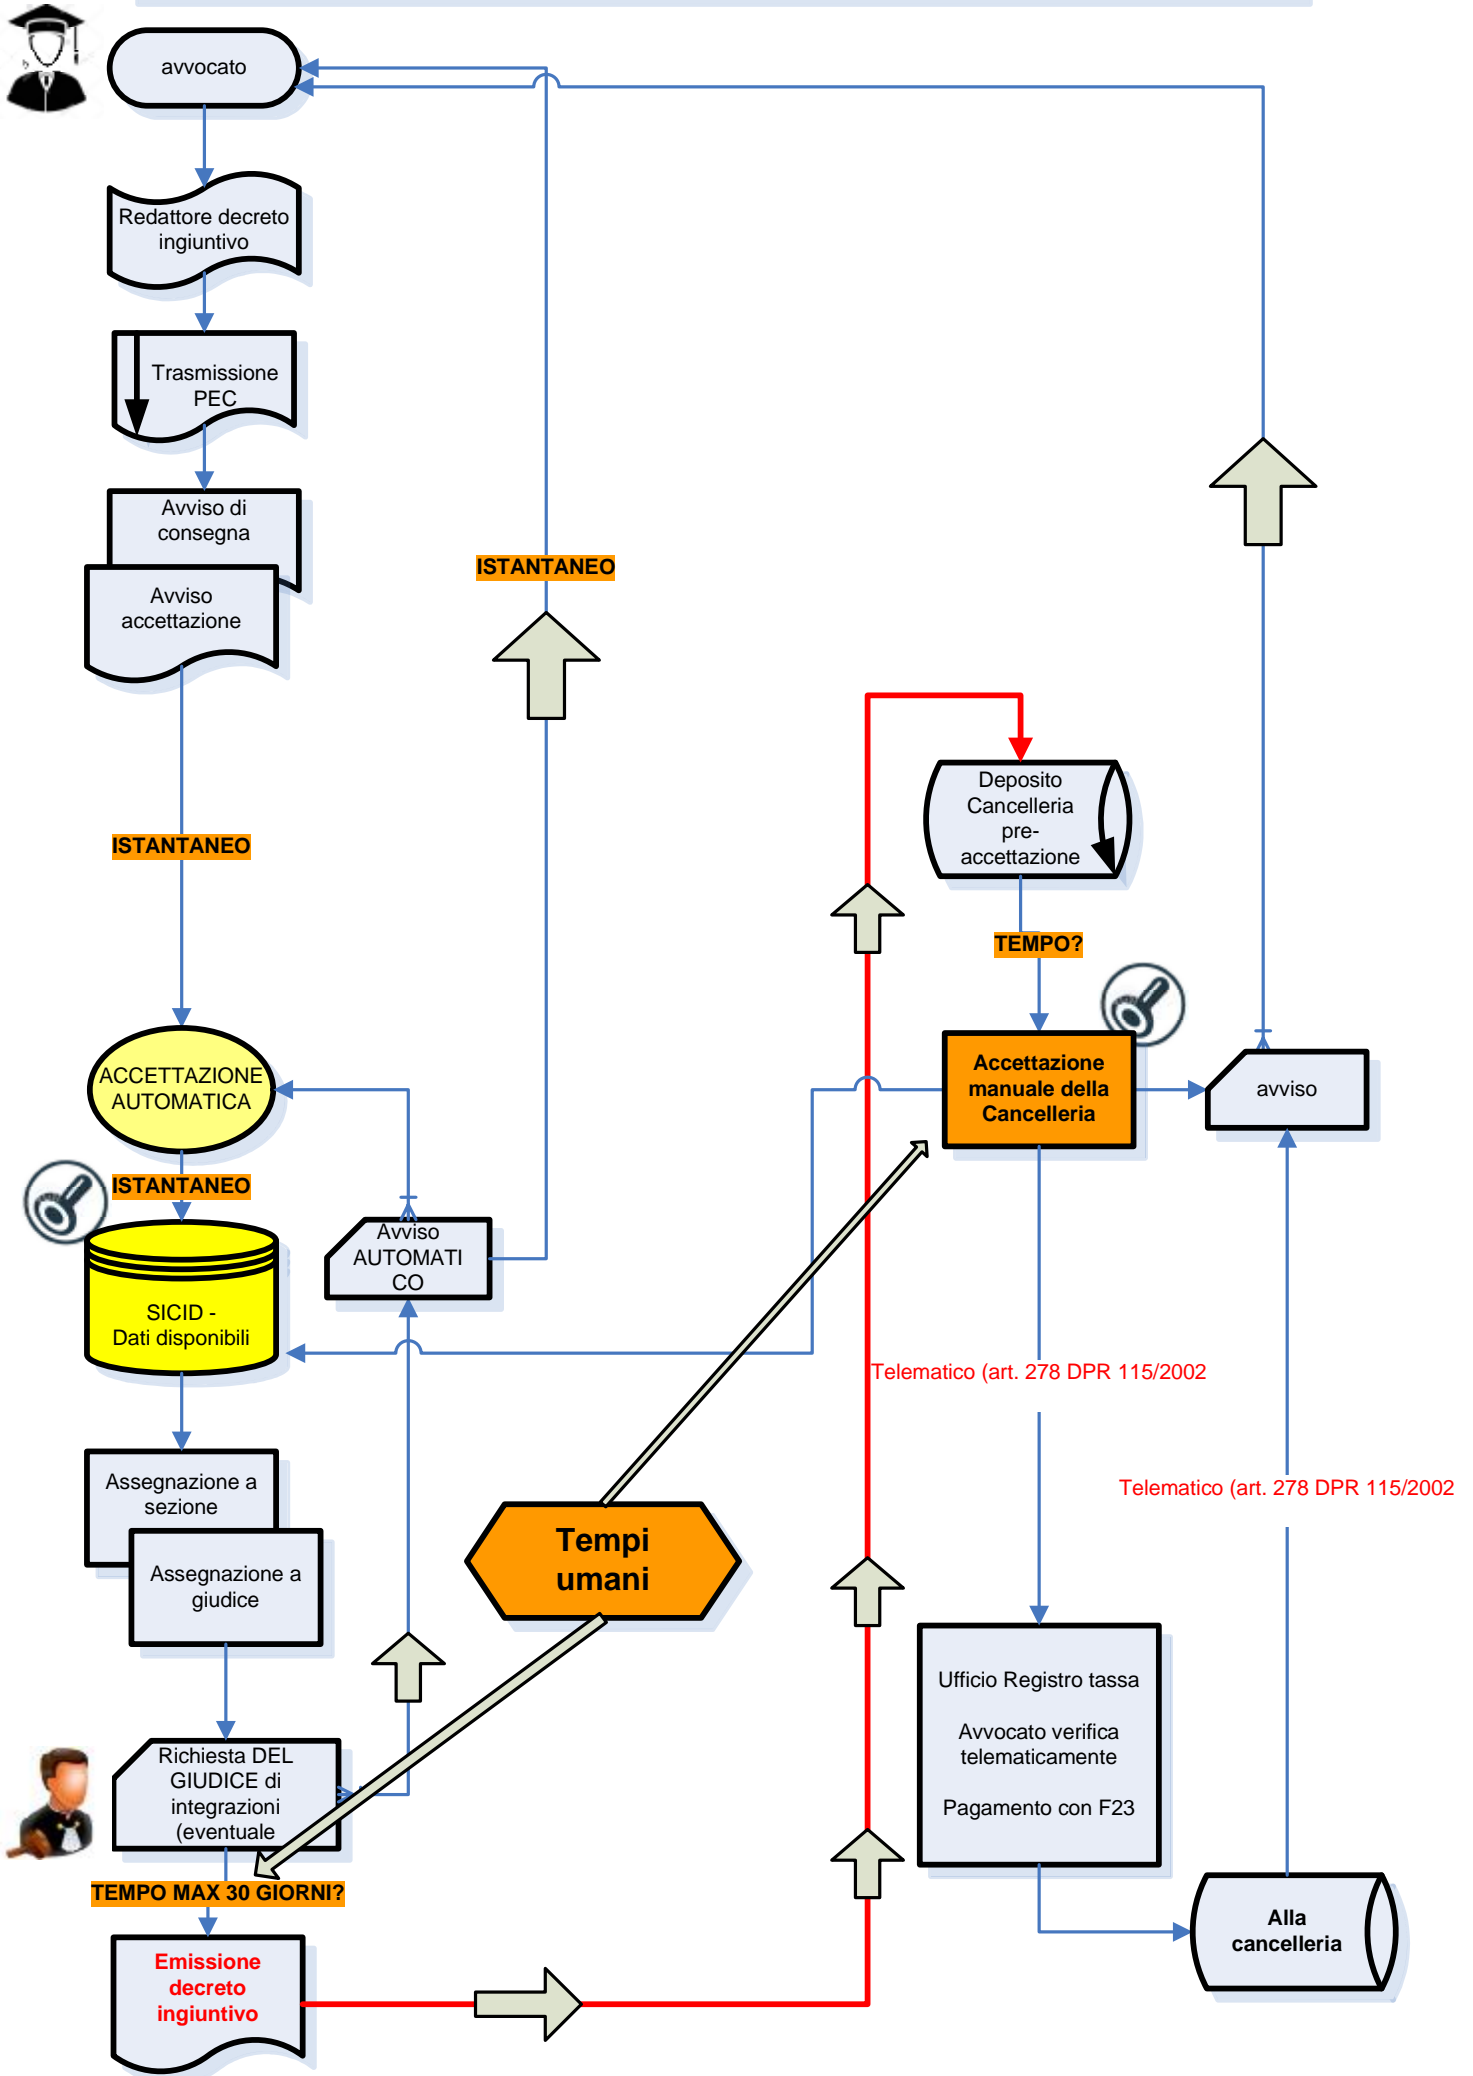 avvocato
Redattore decreto
ingiuntivo
Trasmissione
PEC
Avviso di
consegna
Avviso
accettazione
ISTANTANEO
ISTANTANEO
Deposito
Cancelleria
pre-
accettazione
TEMPO?
Accettazione
manuale della
Cancelleria
avviso
ACCETTAZIONE
AUTOMATICA
ISTANTANEO
Avviso
AUTOMATI
CO
SICID -
Dati disponibili
Telematico (art. 278 DPR 115/2002
Telematico (art. 278 DPR 115/2002
Assegnazione a
sezione
Assegnazione a
giudice
Tempi
umani
Ufficio Registro tassa
Avvocato verifica
telematicamente
Pagamento con F23
Richiesta DEL
GIUDICE di
integrazioni
(eventuale
TEMPO MAX 30 GIORNI?
Alla
cancelleria
Emissione
decreto
ingiuntivo